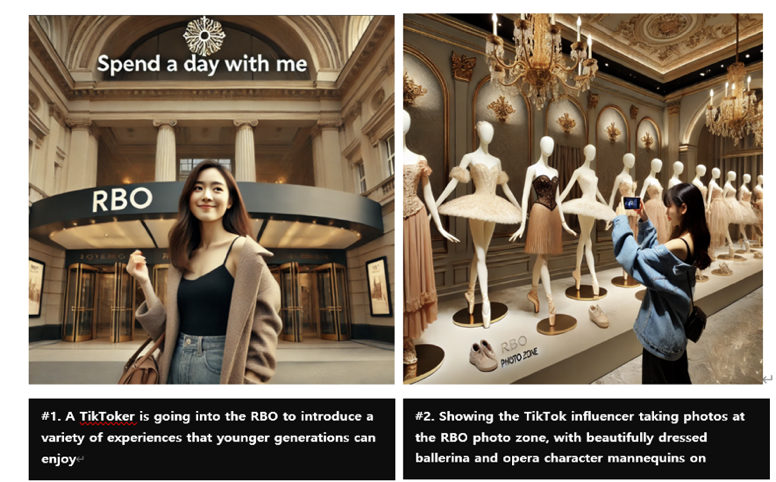 Spend a day with me
RBO
RBO
PHOTO ZONE
#1. A TikToker is going into the RBO to introduce a
variety of experiences that younger generations can
enjoy
#2. Showing the TikTok influencer taking photos at
the RBO photo zone, with beautifully dressed
ballerina and opera character mannequins on